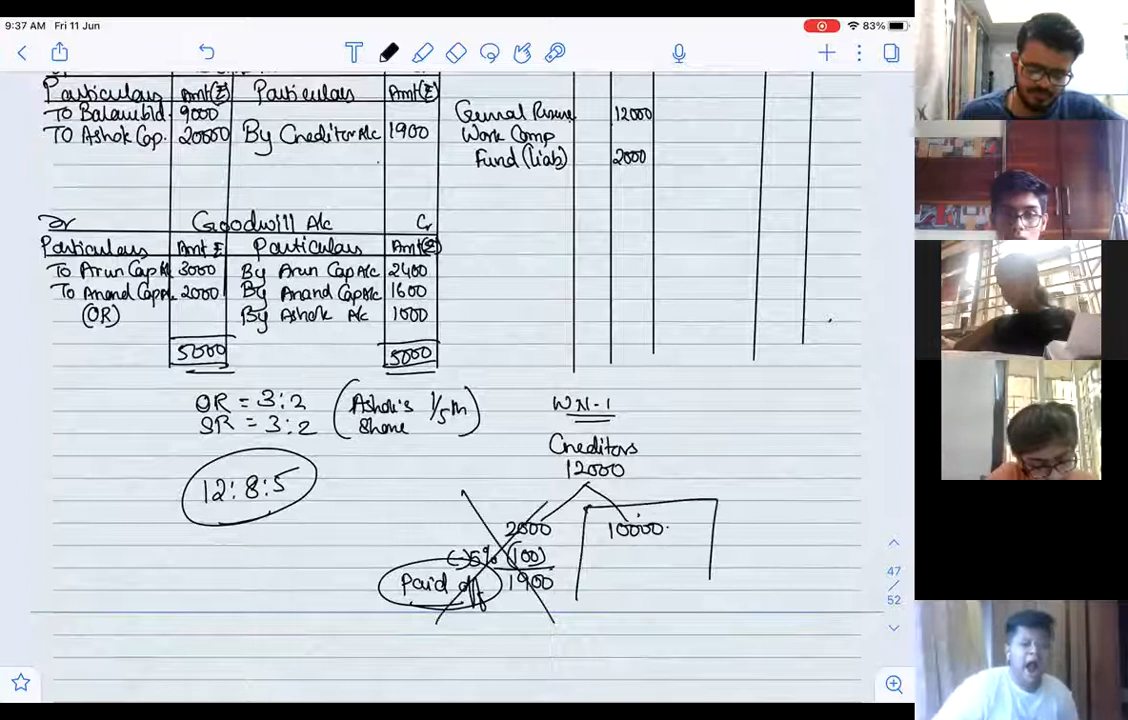 9:37 AM Fri 11 Jun
83%
Particulars Amt(₹) Particulars Amt(₹)
To Balance b/d 9000
To Ashok Cap. 20000 By Creditor A/c 1900
General Reserve 12000
Work Comp
Fund (liab) 2000
Dr Goodwill A/c Cr
Particulars Amt ₹ Particulars Amt(₹)
To Arun Cap A/c 3000 By Arun Cap A/c 2400
To Anand Cap A/c 2000 By Anand Cap A/c 1600
(OR) By Ashok A/c 1000
5000 5000
OR = 3:2
SR = 3:2
(Ashok's 1/5th
Share)
12:8:5
WN-1
Creditors
12000
2000 10000
(-)5% (100)
Paid off 1900
47
/
52